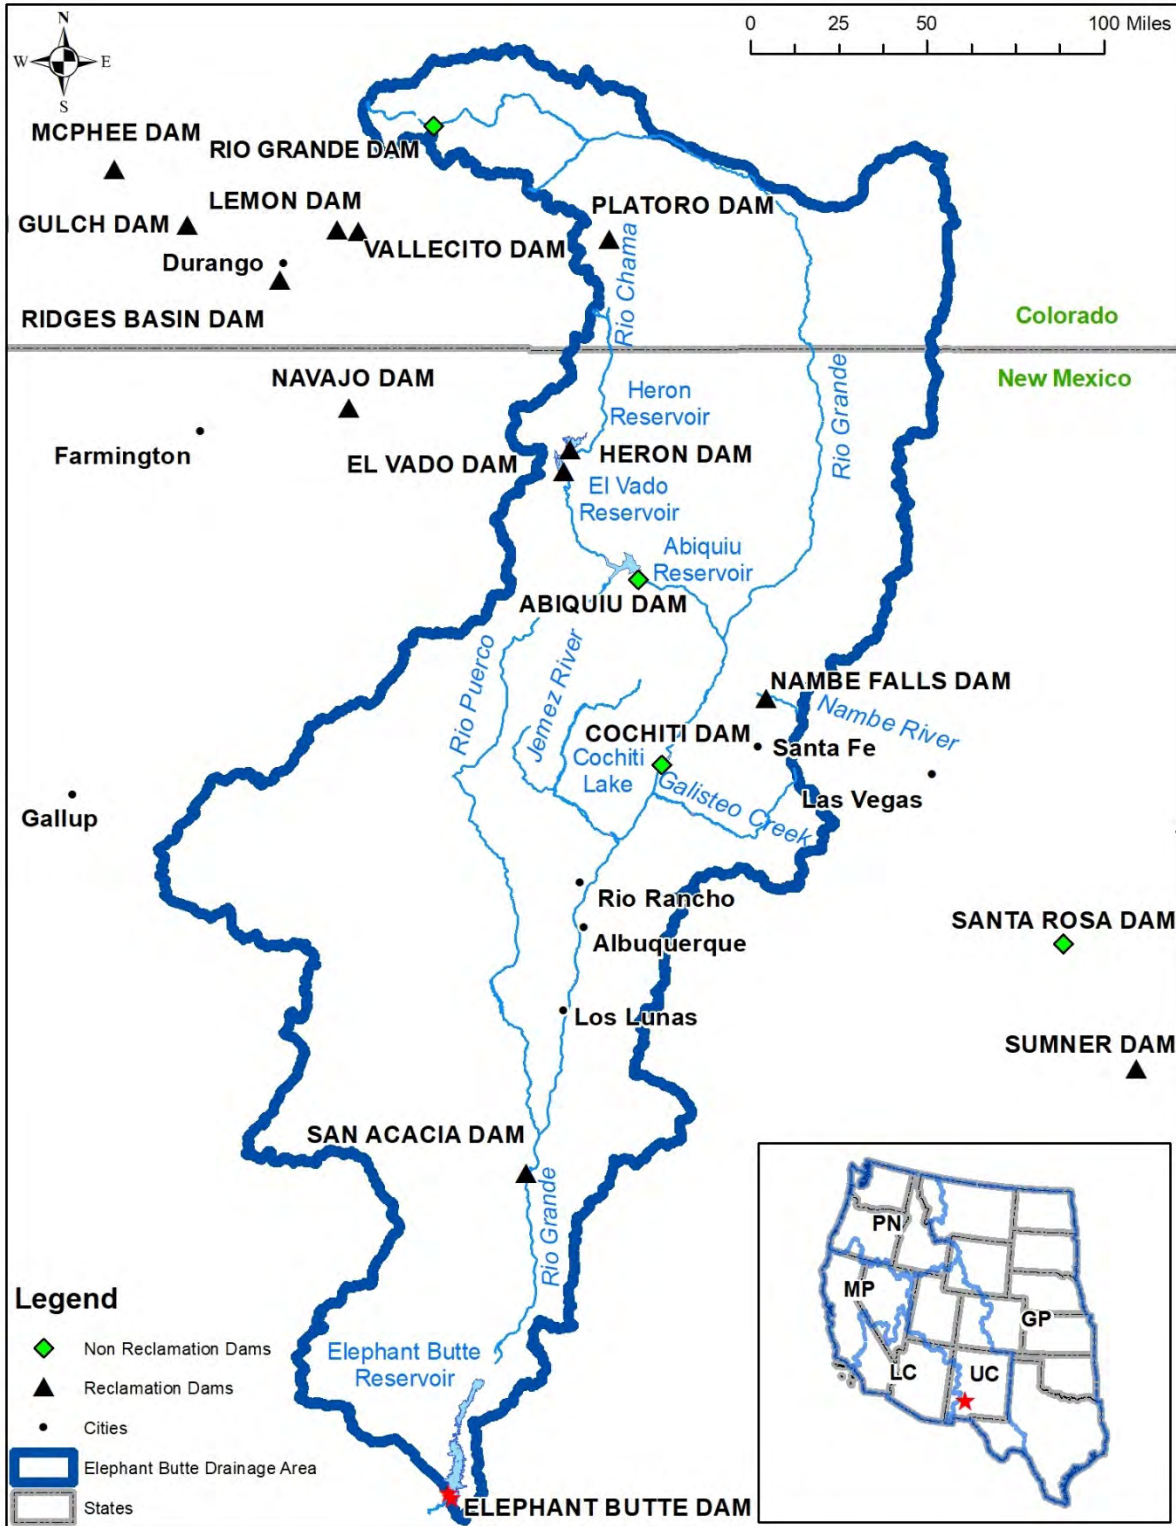 N
W E
S
0 25 50 100 Miles
MCPHEE DAM
RIO GRANDE DAM
LEMON DAM
PLATORO DAM
GULCH DAM
VALLECITO DAM
Durango
RIDGES BASIN DAM
Rio Chama
Colorado
New Mexico
NAVAJO DAM
Heron
Reservoir
Rio Grande
Farmington
EL VADO DAM
HERON DAM
El Vado
Reservoir
Abiquiu
Reservoir
ABIQUIU DAM
Rio Puerco
Jemez River
NAMBE FALLS DAM
Nambe River
COCHITI DAM
Santa Fe
Cochiti
Lake
Galisteo Creek
Las Vegas
Gallup
Rio Rancho
Albuquerque
SANTA ROSA DAM
Los Lunas
SUMNER DAM
SAN ACACIA DAM
Rio Grande
Elephant Butte
Reservoir
ELEPHANT BUTTE DAM
Legend
Non Reclamation Dams
Reclamation Dams
Cities
Elephant Butte Drainage Area
States
PN
MP
GP
LC
UC